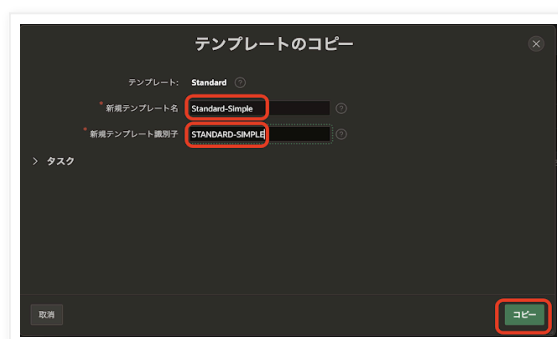 テンプレートのコピー
テンプレート: Standard
*新規テンプレート名 Standard-Simple
*新規テンプレート識別子 STANDARD-SIMPLE
> タスク
取消 コピー